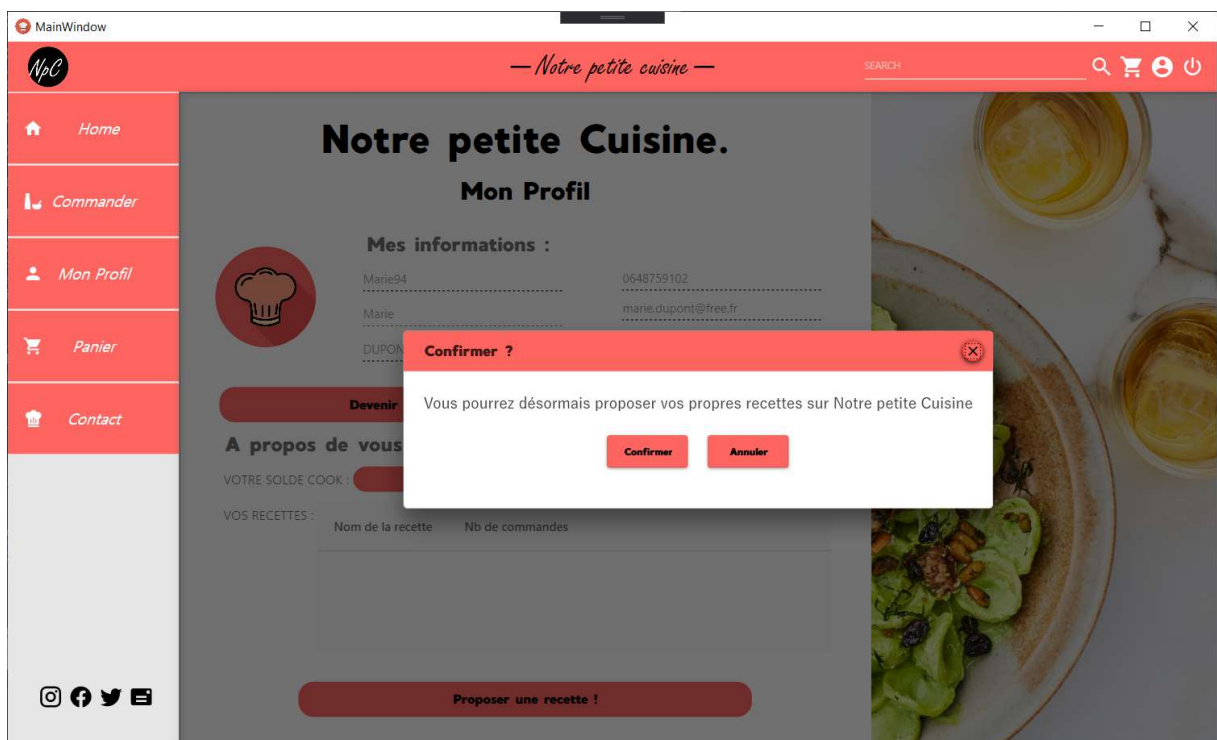 MainWindow
NpC
— Notre petite cuisine —
SEARCH
Home
Commander
Mon Profil
Panier
Contact
Notre petite Cuisine.
Mon Profil
Mes informations :
Marie94
0648759102
Marie
marie.dupont@free.fr
DUPON
Confirmer ?
Vous pourrez désormais proposer vos propres recettes sur Notre petite Cuisine
Confirmer
Annuler
Devenir
A propos de vous
VOTRE SOLDE COOK :
VOS RECETTES :
Nom de la recette
Nb de commandes
Proposer une recette !